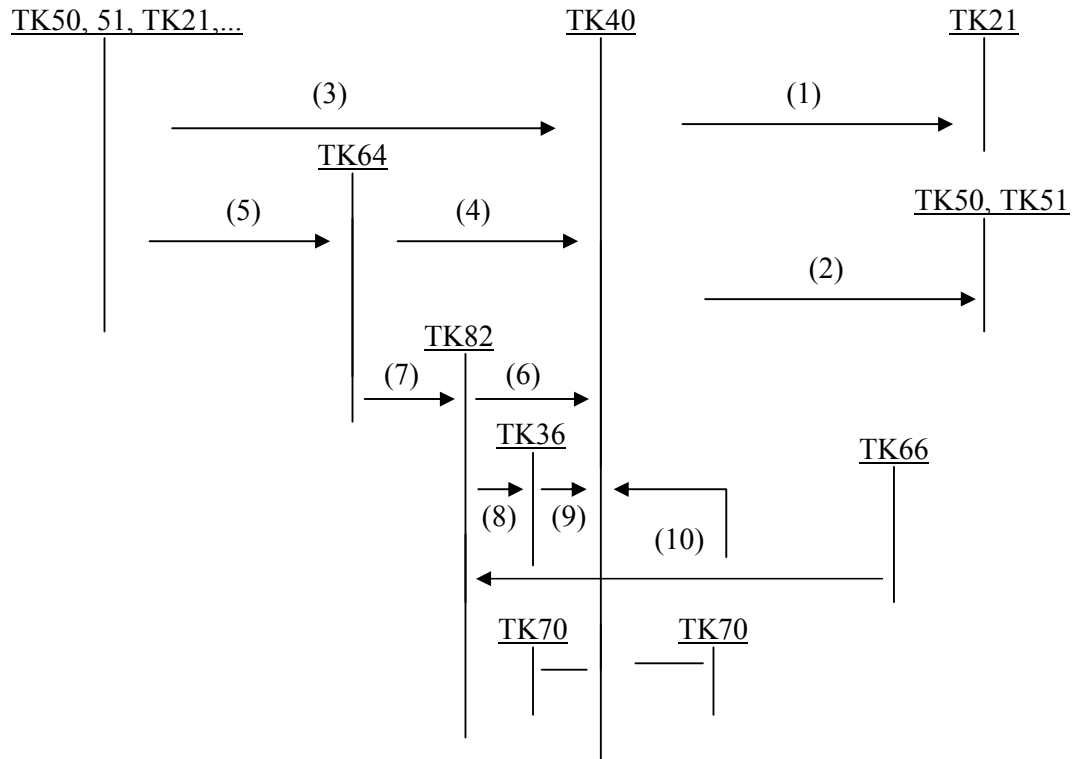 TK50, 51, TK21,... TK40 TK21
(3) (1)
TK64
TK50, TK51
(5) (4)
(2)
TK82
(7) (6)
TK36 TK66
(8) (9)
(10)
TK70 TK70